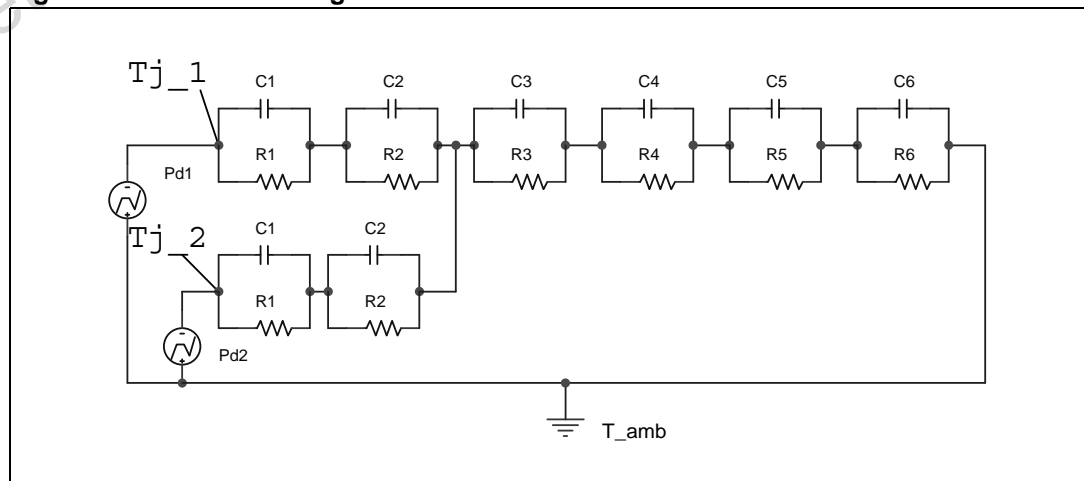 Tj_1
C1 C2 C3 C4 C5 C6
R1 R2 R3 R4 R5 R6
Pd1
Tj_2
C1 C2
R1 R2
Pd2
T_amb